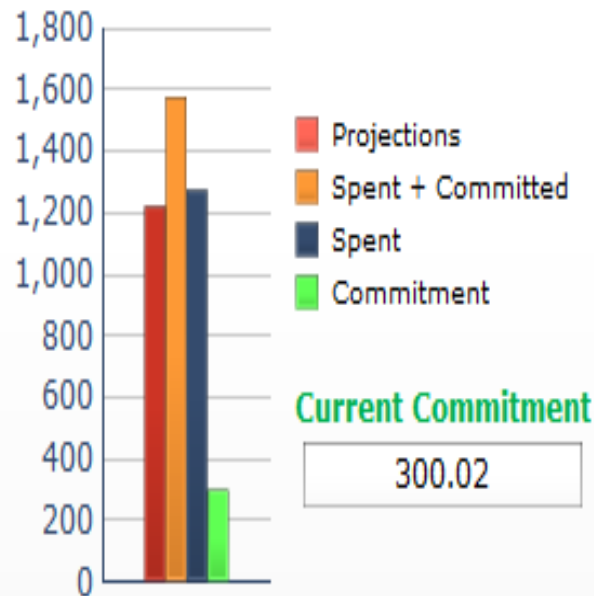 1,800
1,600
1,400
1,200
1,000
800
600
400
200
0
Projections
Spent + Committed
Spent
Commitment
Current Commitment
300.02